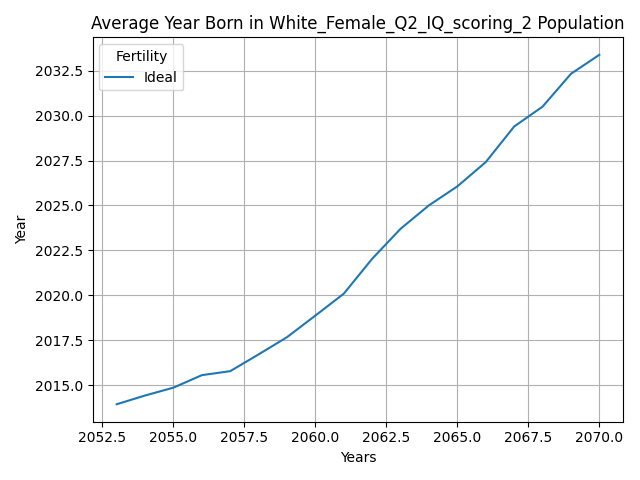 Average Year Born in White_Female_Q2_IQ_scoring_2 Population
Fertility
Ideal
2032.5
2030.0
2027.5
2025.0
2022.5
2020.0
2017.5
2015.0
Year
2052.5 2055.0 2057.5 2060.0 2062.5 2065.0 2067.5 2070.0
Years